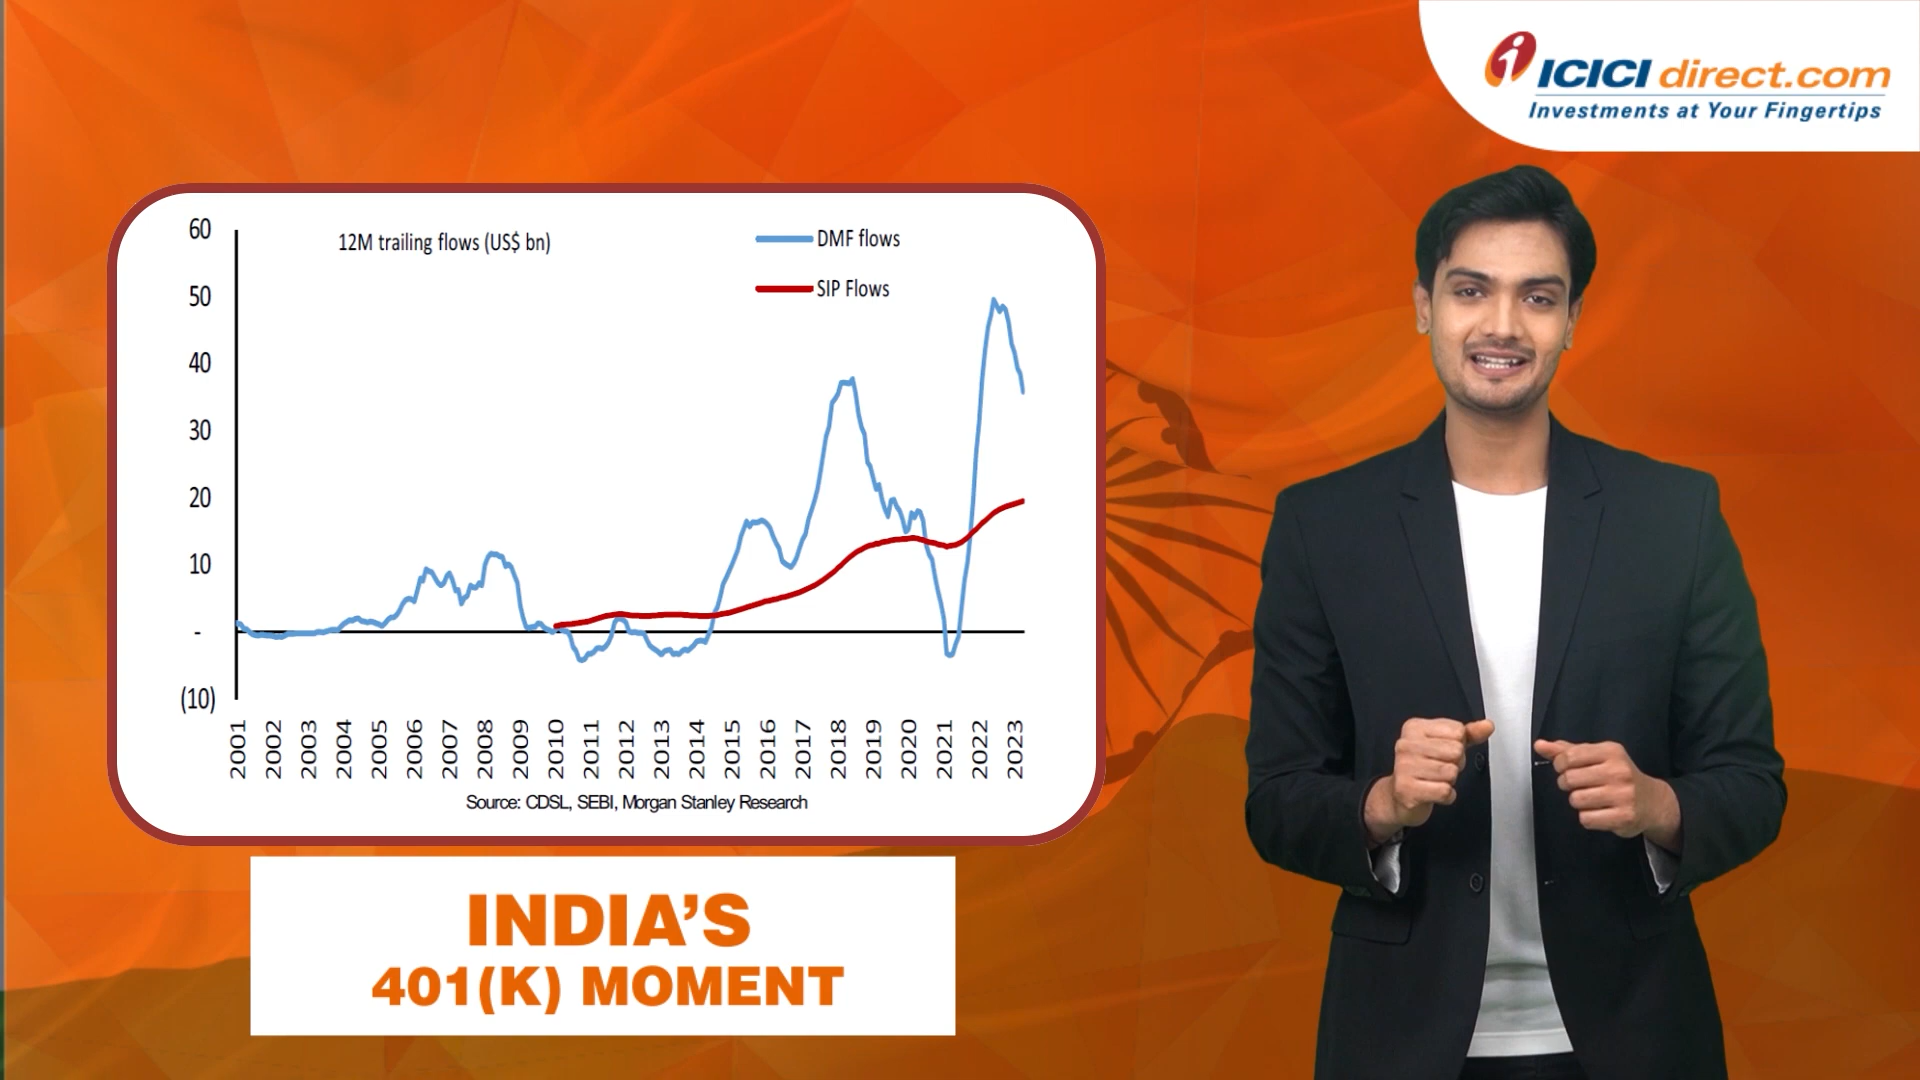 ICICI direct.com
Investments at Your Fingertips
12M trailing flows (US$ bn)
DMF flows
SIP Flows
60
50
40
30
20
10
-
(10)
2001 2002 2003 2004 2005 2006 2007 2008 2009 2010 2011 2012 2013 2014 2015 2016 2017 2018 2019 2020 2021 2022 2023
Source: CDSL, SEBI, Morgan Stanley Research
INDIA’S
401(K) MOMENT